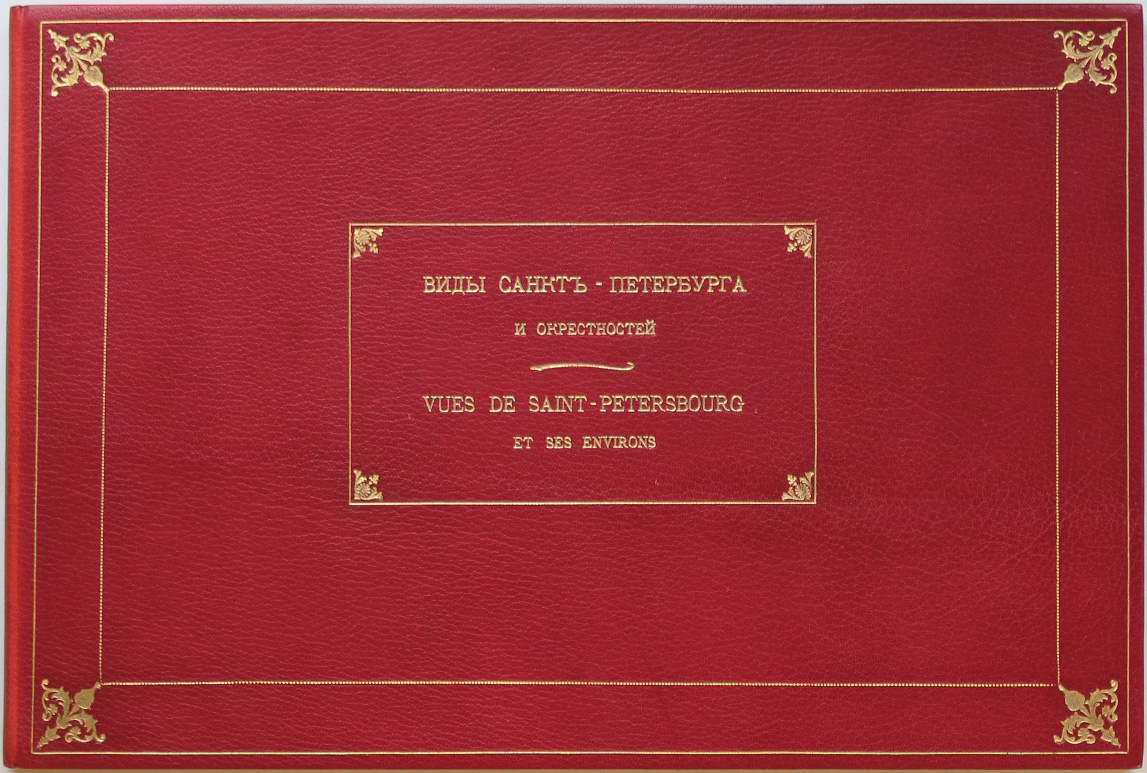 ВИДЫ САНКТЪ - ПЕТЕРБУРГА
И ОКРЕСТНОСТЕЙ
VUES DE SAINT-PETERSBOURG
ET SES ENVIRONS